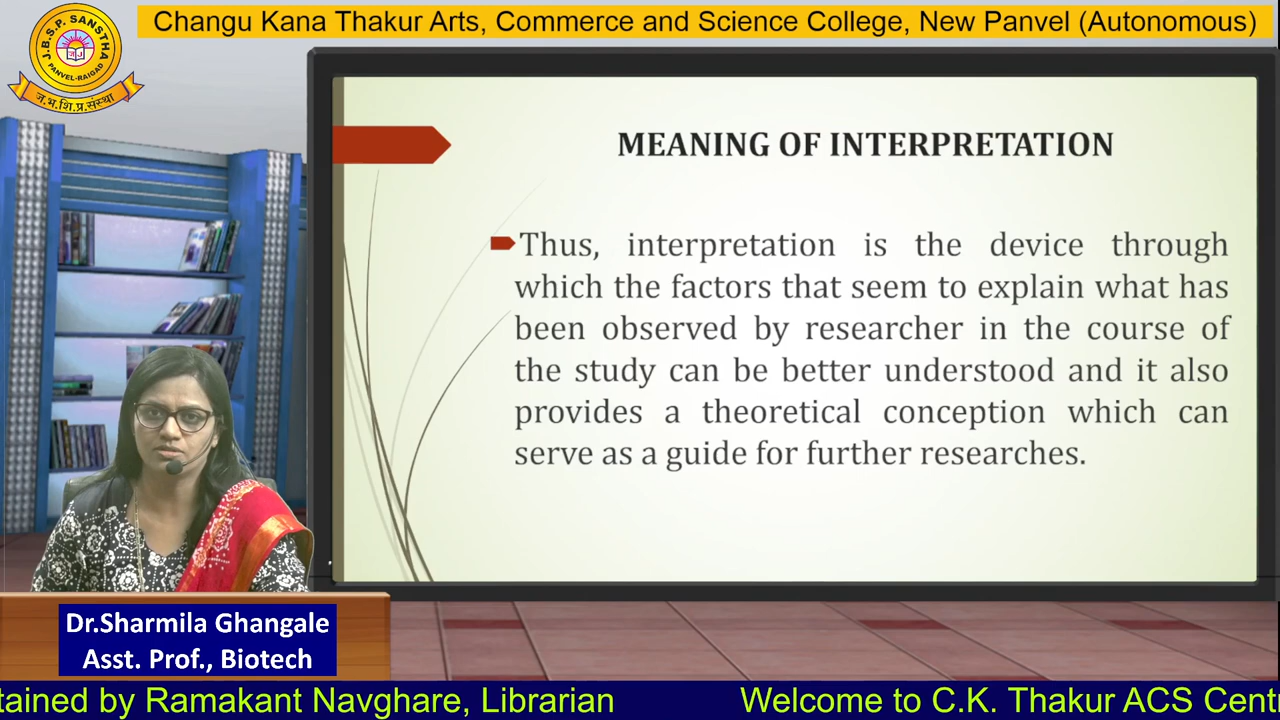 Changu Kana Thakur Arts, Commerce and Science College, New Panvel (Autonomous)
J.B.S.P. SANSTHA
PANVEL-RAIGAD
ज.भ.शि.प्र.संस्था
MEANING OF INTERPRETATION
Thus, interpretation is the device through
which the factors that seem to explain what has
been observed by researcher in the course of
the study can be better understood and it also
provides a theoretical conception which can
serve as a guide for further researches.
Dr.Sharmila Ghangale
Asst. Prof., Biotech
tained by Ramakant Navghare, Librarian Welcome to C.K. Thakur ACS Cent